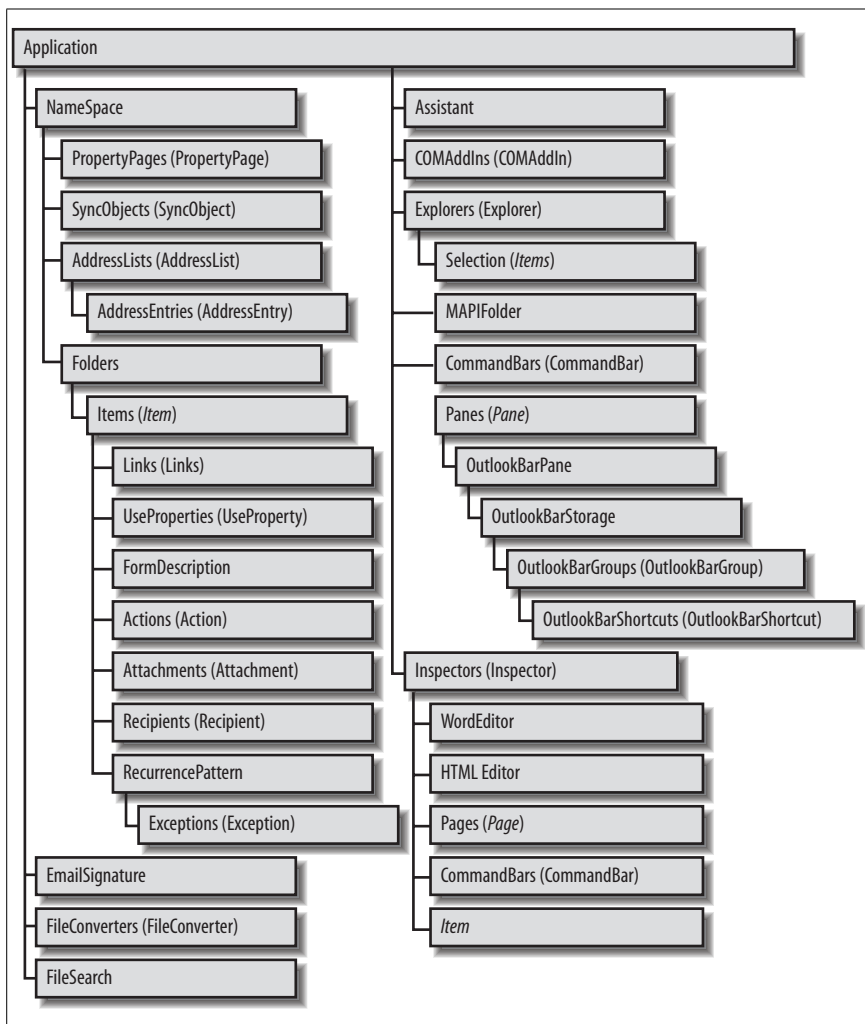 Application
NameSpace
PropertyPages (PropertyPage)
SyncObjects (SyncObject)
AddressLists (AddressList)
AddressEntries (AddressEntry)
Folders
Items (Item)
Links (Links)
UseProperties (UseProperty)
FormDescription
Actions (Action)
Attachments (Attachment)
Recipients (Recipient)
RecurrencePattern
Exceptions (Exception)
EmailSignature
FileConverters (FileConverter)
FileSearch
Assistant
COMAddIns (COMAddIn)
Explorers (Explorer)
Selection (Items)
MAPIFolder
CommandBars (CommandBar)
Panes (Pane)
OutlookBarPane
OutlookBarStorage
OutlookBarGroups (OutlookBarGroup)
OutlookBarShortcuts (OutlookBarShortcut)
Inspectors (Inspector)
WordEditor
HTML Editor
Pages (Page)
CommandBars (CommandBar)
Item